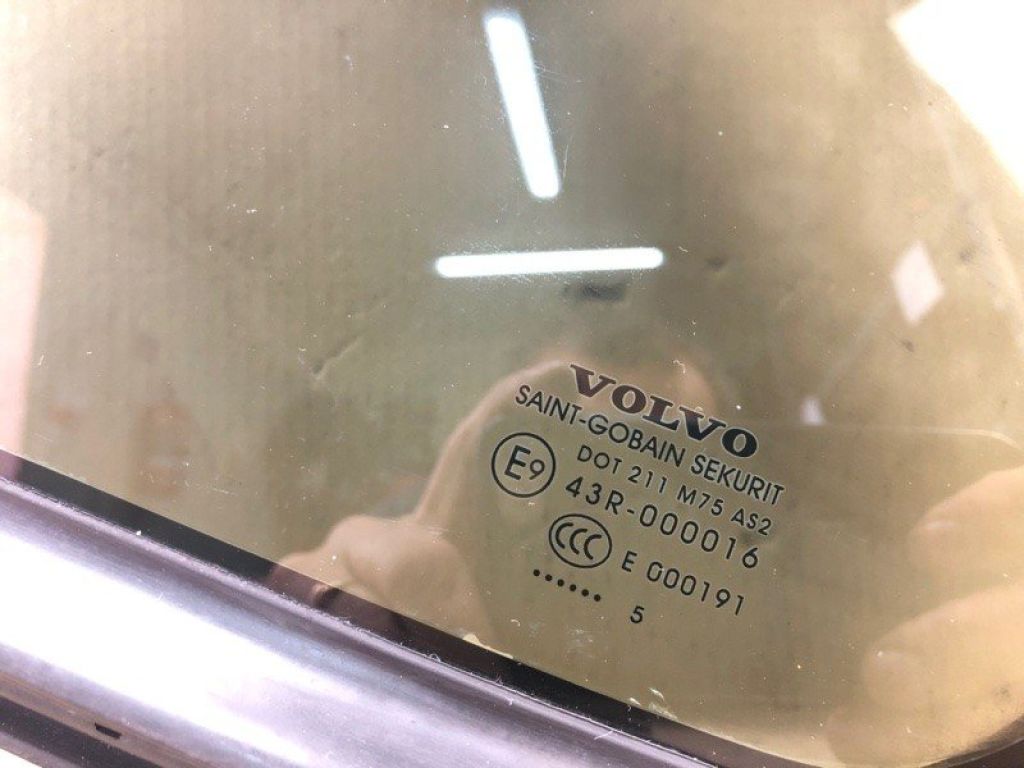 VOLVO
SAINT-GOBAIN SEKURIT
DOT 211 M75 AS2
E9 43R-000016
CCC E 000191
...... 5